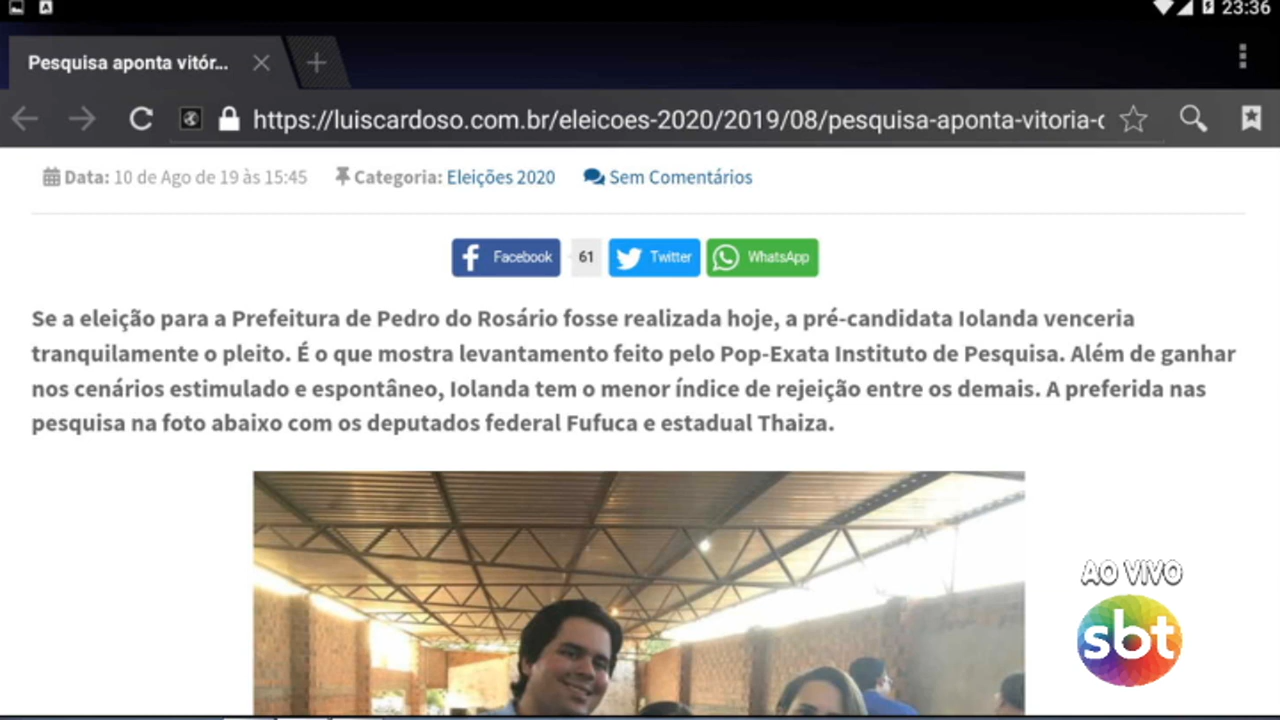 23:36
Pesquisa aponta vitór...
https://luiscardoso.com.br/eleicoes-2020/2019/08/pesquisa-aponta-vitoria-c
Data: 10 de Ago de 19 às 15:45 Categoria: Eleições 2020 Sem Comentários
Facebook 61 Twitter WhatsApp
Se a eleição para a Prefeitura de Pedro do Rosário fosse realizada hoje, a pré-candidata Iolanda venceria
tranquilamente o pleito. É o que mostra levantamento feito pelo Pop-Exata Instituto de Pesquisa. Além de ganhar
nos cenários estimulado e espontâneo, Iolanda tem o menor índice de rejeição entre os demais. A preferida nas
pesquisa na foto abaixo com os deputados federal Fufuca e estadual Thaiza.
AO VIVO
sbt